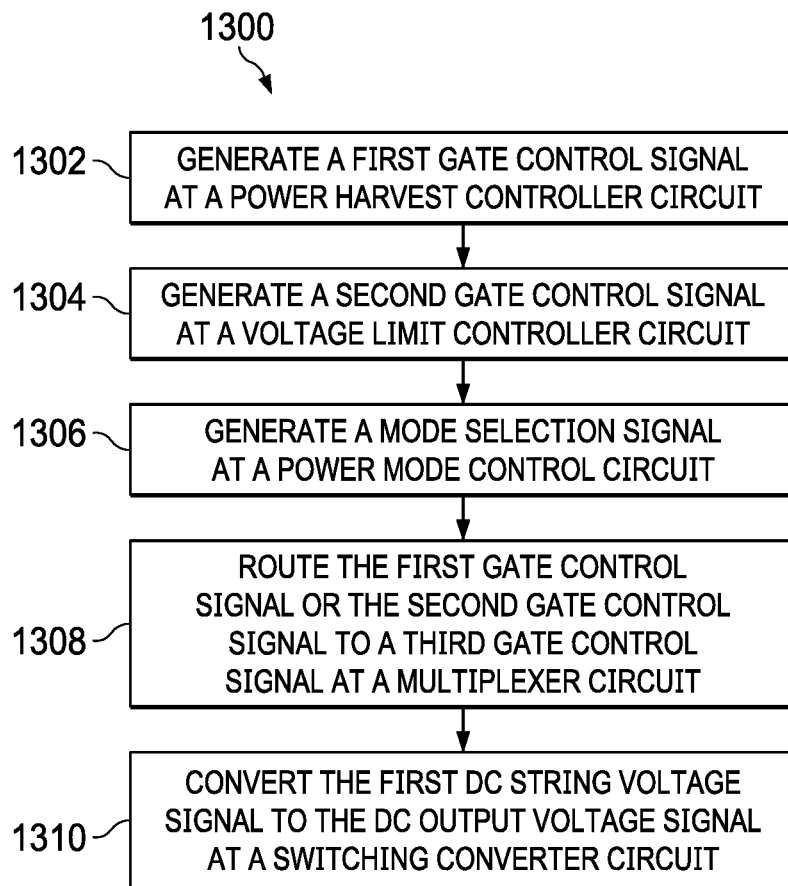 1300
1302
GENERATE A FIRST GATE CONTROL SIGNAL
AT A POWER HARVEST CONTROLLER CIRCUIT
1304
GENERATE A SECOND GATE CONTROL SIGNAL
AT A VOLTAGE LIMIT CONTROLLER CIRCUIT
1306
GENERATE A MODE SELECTION SIGNAL
AT A POWER MODE CONTROL CIRCUIT
1308
ROUTE THE FIRST GATE CONTROL
SIGNAL OR THE SECOND GATE CONTROL
SIGNAL TO A THIRD GATE CONTROL
SIGNAL AT A MULTIPLEXER CIRCUIT
1310
CONVERT THE FIRST DC STRING VOLTAGE
SIGNAL TO THE DC OUTPUT VOLTAGE SIGNAL
AT A SWITCHING CONVERTER CIRCUIT